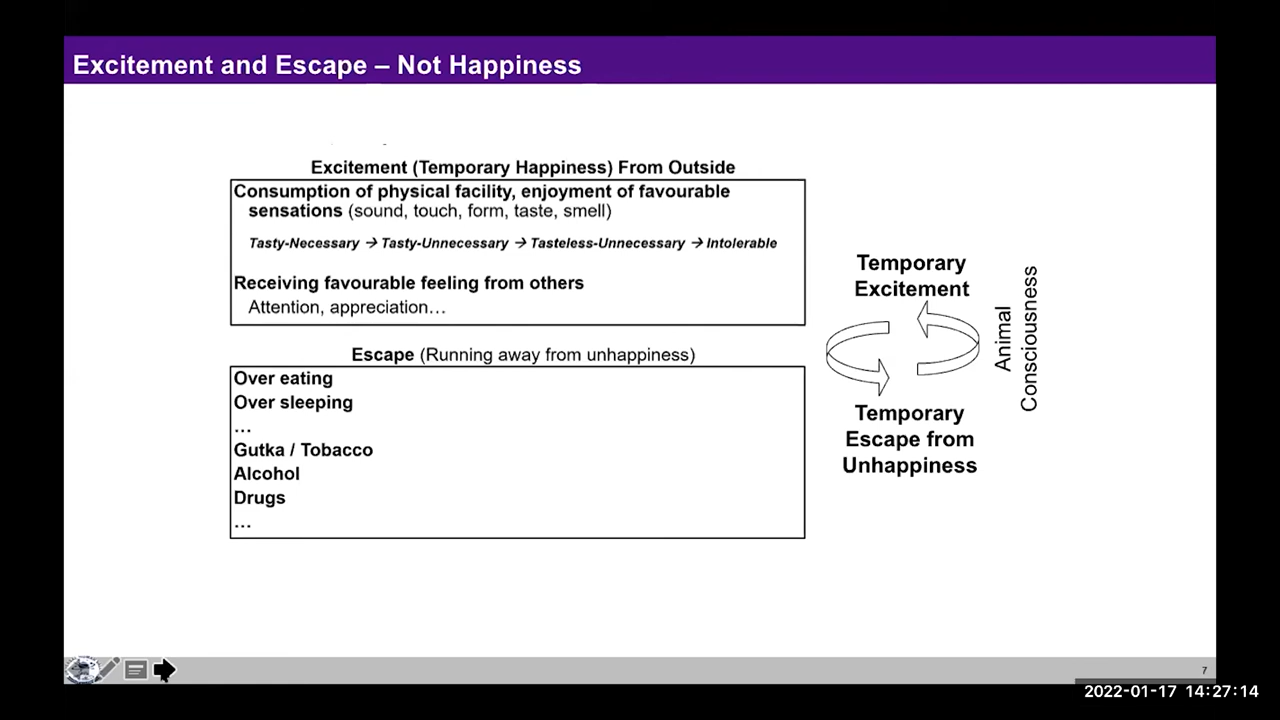 Excitement and Escape – Not Happiness
Excitement (Temporary Happiness) From Outside
Consumption of physical facility, enjoyment of favourable
sensations (sound, touch, form, taste, smell)
Tasty-Necessary → Tasty-Unnecessary → Tasteless-Unnecessary → Intolerable
Receiving favourable feeling from others
Attention, appreciation…
Escape (Running away from unhappiness)
Over eating
Over sleeping
…
Gutka / Tobacco
Alcohol
Drugs
…
Temporary
Excitement
Temporary
Escape from
Unhappiness
Animal
Consciousness
7
2022-01-17 14:27:14